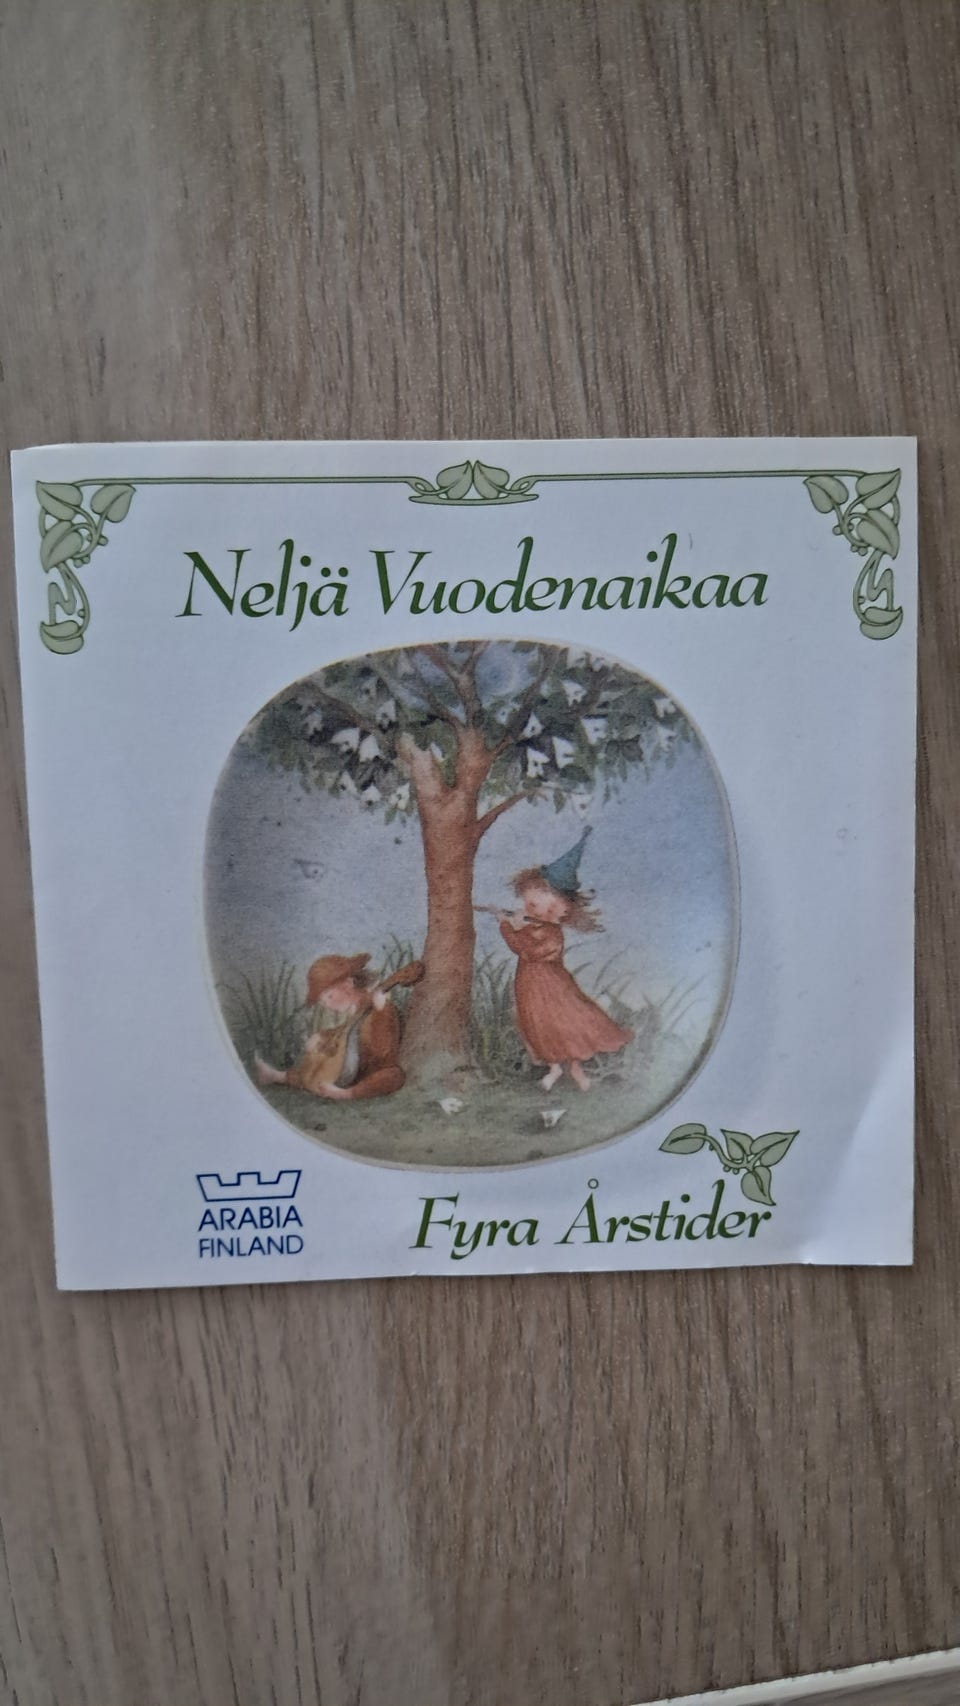 Neljä Vuodenaikaa
ARABIA
FINLAND
Fyra Årstider